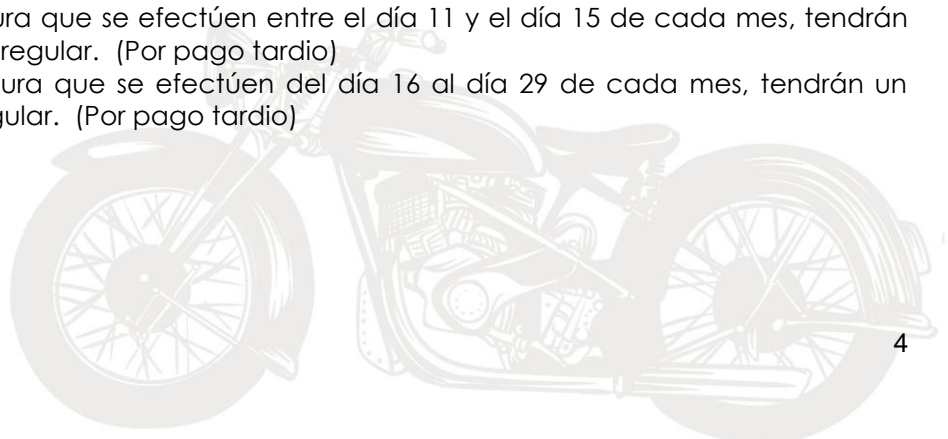 ura que se efectúen entre el día 11 y el día 15 de cada mes, tendrán
regular. (Por pago tardio)
ura que se efectúen del día 16 al día 29 de cada mes, tendrán un
gular. (Por pago tardio)
4